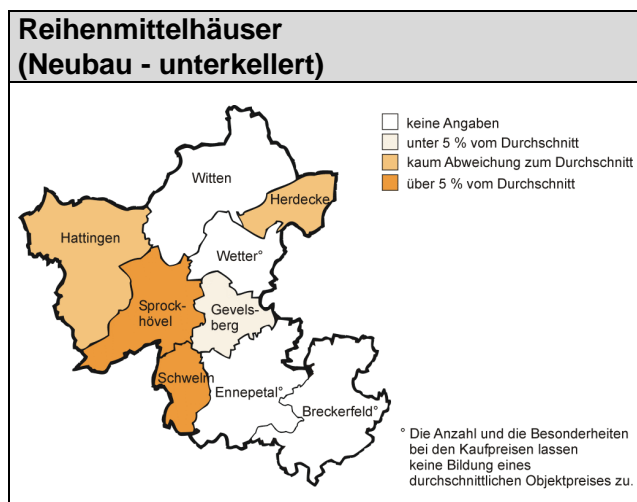 Reihenmittelhäuser
(Neubau - unterkellert)
keine Angaben
unter 5 % vom Durchschnitt
kaum Abweichung zum Durchschnitt
über 5 % vom Durchschnitt
Witten
Herdecke
Hattingen
Wetter°
Sprock-
hövel
Gevels-
berg
Schwelm
Ennepetal°
Breckerfeld°
° Die Anzahl und die Besonderheiten
bei den Kaufpreisen lassen
keine Bildung eines
durchschnittlichen Objektpreises zu.